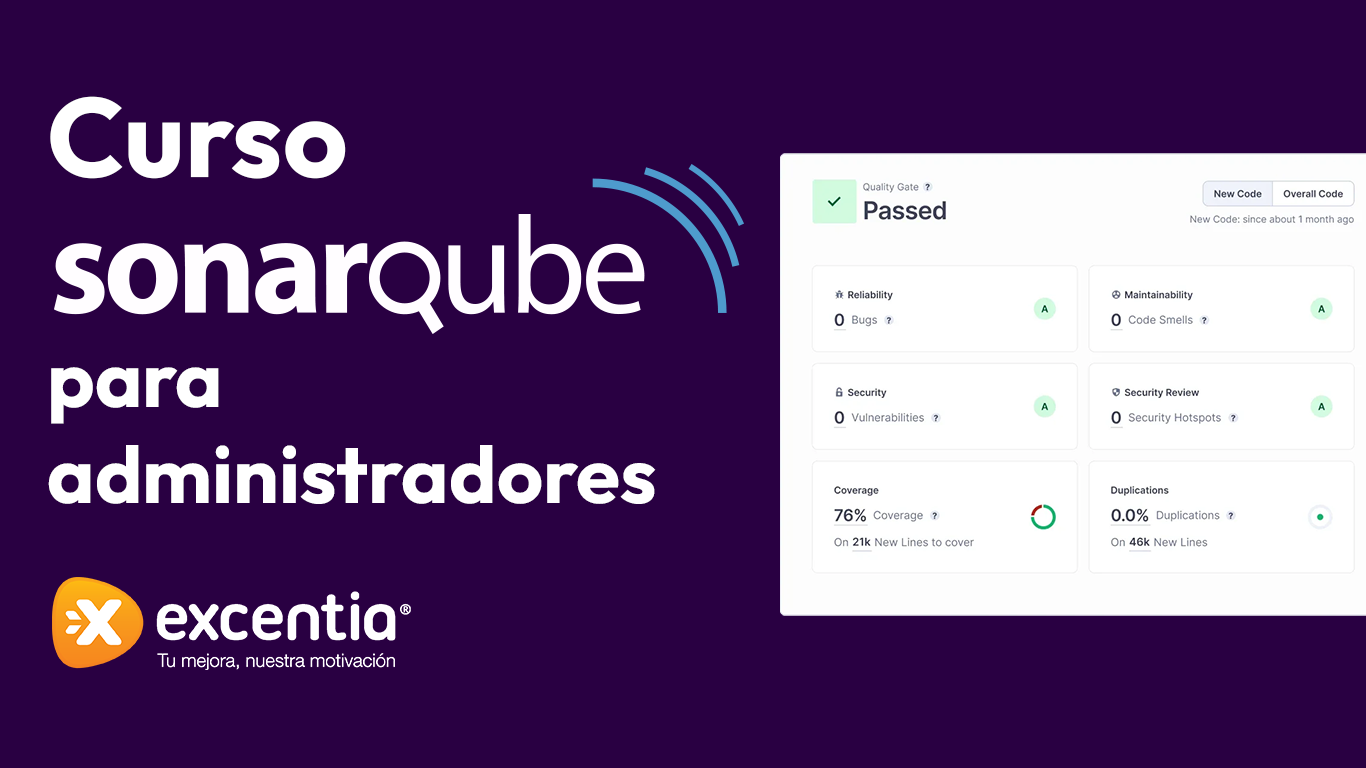 Curso
sonarqube
para
administradores
excentia®
Tu mejora, nuestra motivación
Quality Gate ?
Passed
New Code Overall Code
New Code: since about 1 month ago
Reliability
0 Bugs ?
A
Maintainability
0 Code Smells ?
A
Security
0 Vulnerabilities ?
A
Security Review
0 Security Hotspots ?
A
Coverage
76% Coverage ?
On 21k New Lines to cover
Duplications
0.0% Duplications ?
On 46k New Lines